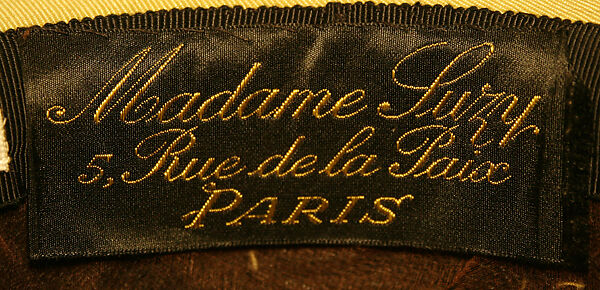 Madame Suzy
5, Rue de la Paix
PARIS